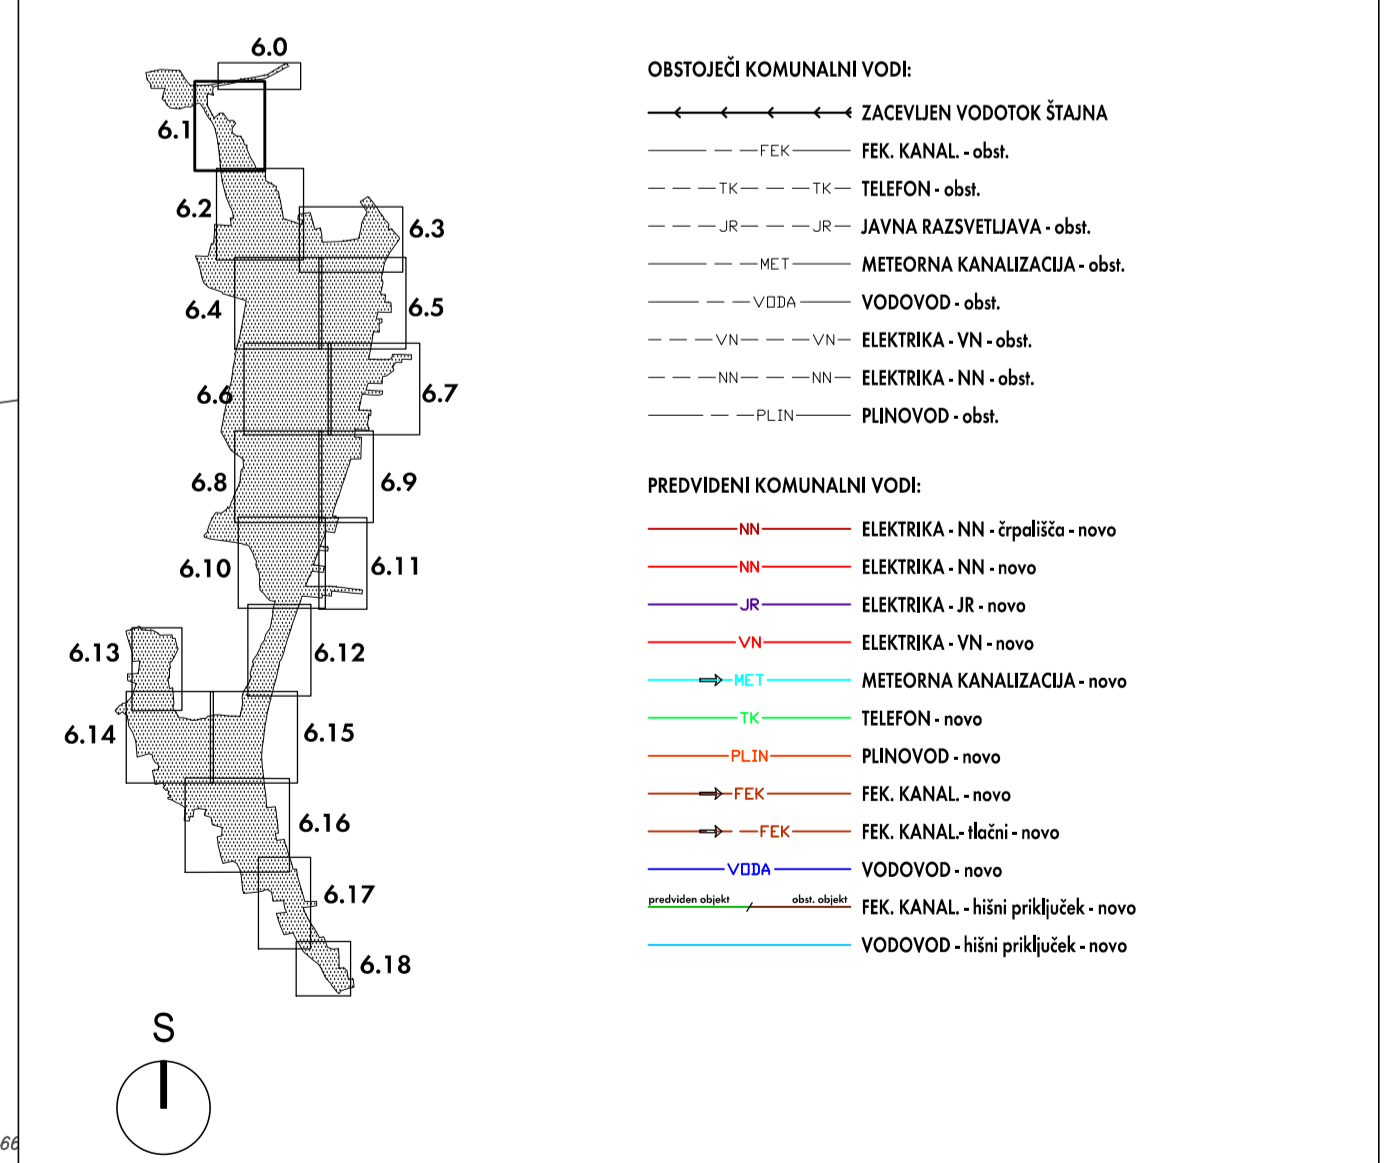 6.0
6.1
6.2
6.3
6.4
6.5
6.6
6.7
6.8
6.9
6.10
6.11
6.12
6.13
6.14
6.15
6.16
6.17
6.18
S
66
OBSTOJEČI KOMUNALNI VODI:
ZACEVLJEN VODOTOK ŠTAJNA
FEK FEK. KANAL. - obst.
TK TK TELEFON - obst.
JR JR JAVNA RAZSVETLJAVA - obst.
MET METEORNA KANALIZACIJA - obst.
VODA VODOVOD - obst.
VN VN ELEKTRIKA - VN - obst.
NN NN ELEKTRIKA - NN - obst.
PLIN PLINOVOD - obst.
PREDVIDENI KOMUNALNI VODI:
NN ELEKTRIKA - NN - črpališča - novo
NN ELEKTRIKA - NN - novo
JR ELEKTRIKA - JR - novo
VN ELEKTRIKA - VN - novo
MET METEORNA KANALIZACIJA - novo
TK TELEFON - novo
PLIN PLINOVOD - novo
FEK FEK. KANAL. - novo
FEK FEK. KANAL.- tlačni - novo
VODA VODOVOD - novo
predviden objekt obst. objekt FEK. KANAL. - hišni priključek - novo
VODOVOD - hišni priključek - novo